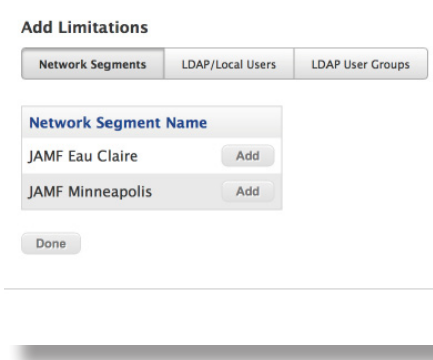 Add Limitations
Network Segments LDAP/Local Users LDAP User Groups
Network Segment Name
JAMF Eau Claire Add
JAMF Minneapolis Add
Done